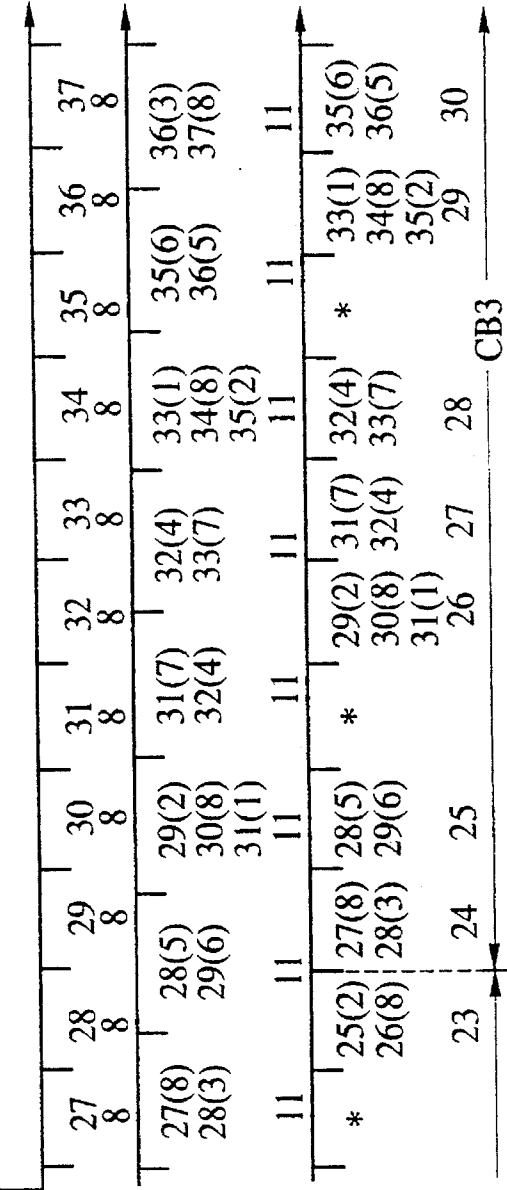 27 28 29 30 31 32 33 34 35 36 37
8 8 8 8 8 8 8 8 8 8 8
27(8) 28(5) 29(2) 31(7) 32(4) 33(1) 35(6) 36(3)
28(3) 29(6) 30(8) 32(4) 33(7) 34(8) 36(5) 37(8)
31(1) 35(2)
11 11 11 11 11 11 11 11
* 25(2) 27(8) 28(5) * 29(2) 31(7) 32(4) * 33(1) 35(6)
26(8) 28(3) 29(6) 30(8) 32(4) 33(7) 34(8) 36(5)
31(1) 35(2)
23 24 25 26 27 28 29 30
CB3